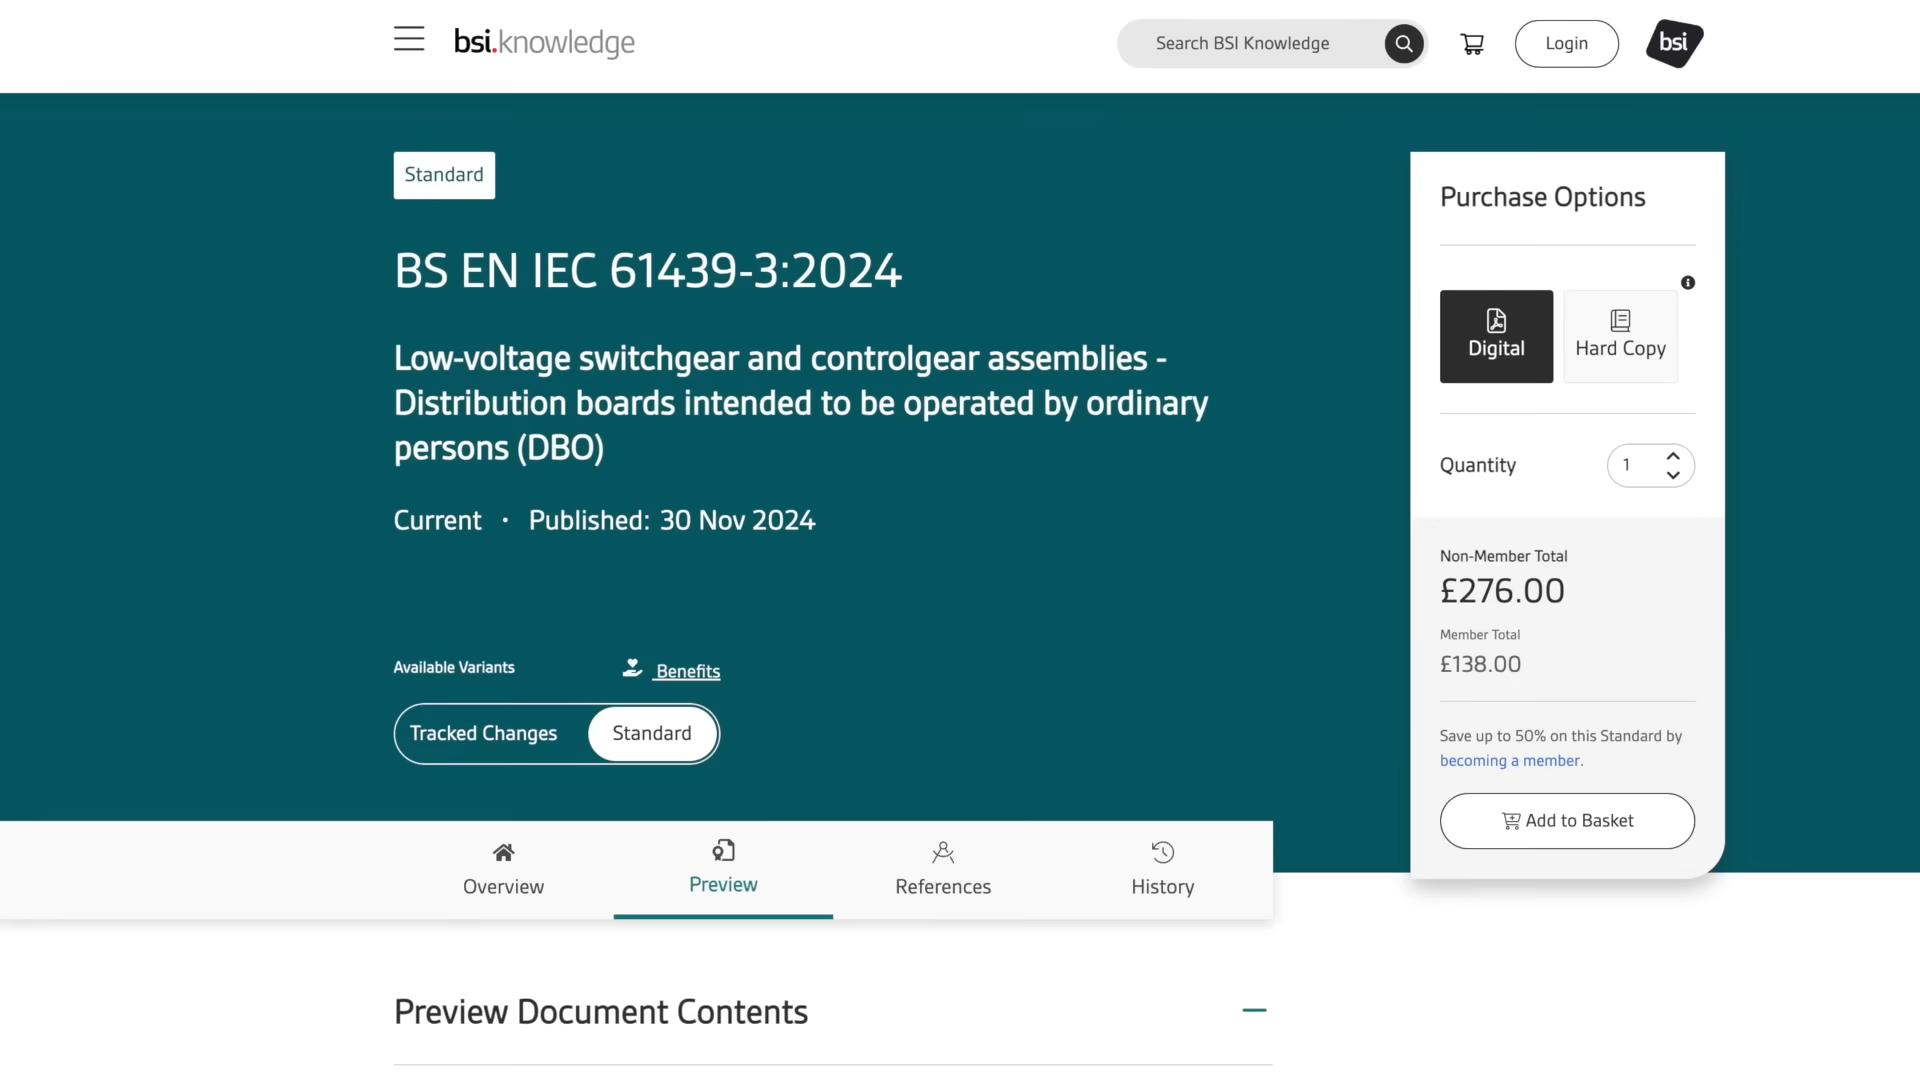 bsi.knowledge
Search BSI Knowledge
Login
bsi
Standard
BS EN IEC 61439-3:2024
Low-voltage switchgear and controlgear assemblies -
Distribution boards intended to be operated by ordinary
persons (DBO)
Current · Published: 30 Nov 2024
Available Variants
Benefits
Tracked Changes
Standard
Purchase Options
Digital
Hard Copy
Quantity
1
Non-Member Total
£276.00
Member Total
£138.00
Save up to 50% on this Standard by
becoming a member.
Add to Basket
Overview
Preview
References
History
Preview Document Contents